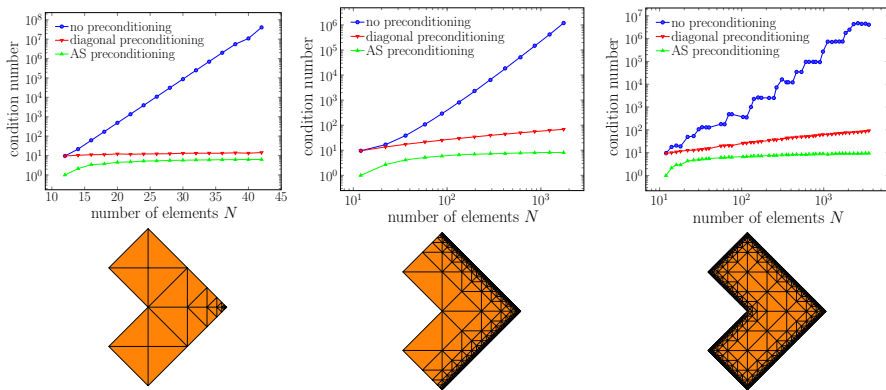 condition number
10^8
10^7
10^6
10^5
10^4
10^3
10^2
10^1
10^0
no preconditioning
diagonal preconditioning
AS preconditioning
10 15 20 25 30 35 40 45
number of elements N
condition number
10^6
10^5
10^4
10^3
10^2
10^1
10^0
no preconditioning
diagonal preconditioning
AS preconditioning
10^1 10^2 10^3
number of elements N
condition number
10^7
10^6
10^5
10^4
10^3
10^2
10^1
10^0
no preconditioning
diagonal preconditioning
AS preconditioning
10^1 10^2 10^3
number of elements N